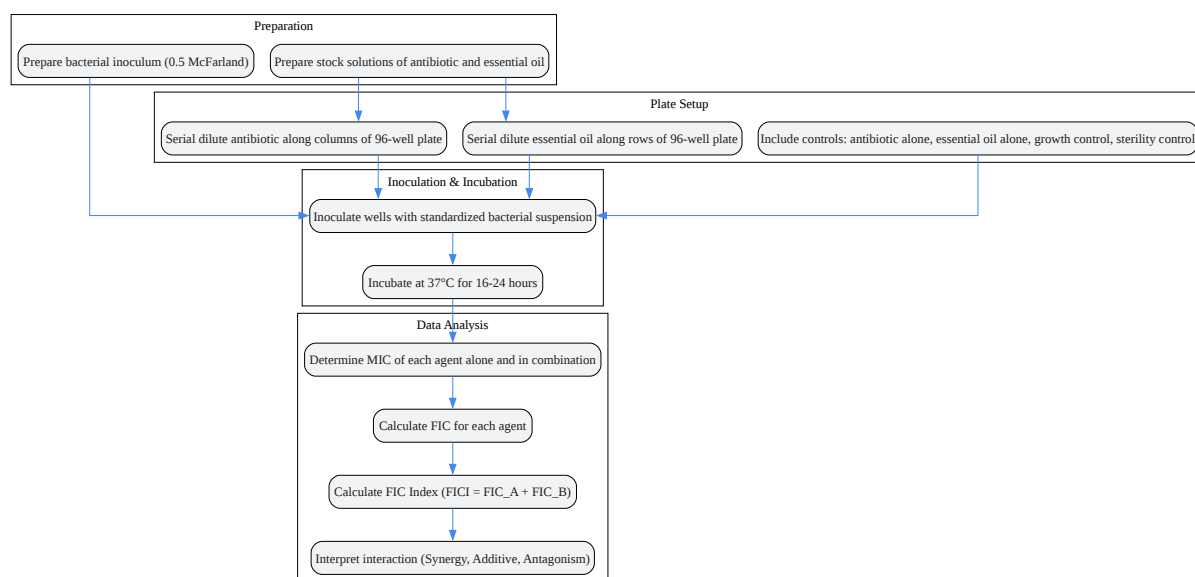 Preparation
Prepare bacterial inoculum (0.5 McFarland)
Prepare stock solutions of antibiotic and essential oil
Plate Setup
Serial dilute antibiotic along columns of 96-well plate
Serial dilute essential oil along rows of 96-well plate
Include controls: antibiotic alone, essential oil alone, growth control, sterility control
Inoculation & Incubation
Inoculate wells with standardized bacterial suspension
Incubate at 37°C for 16-24 hours
Data Analysis
Determine MIC of each agent alone and in combination
Calculate FIC for each agent
Calculate FIC Index (FICI = FIC_A + FIC_B)
Interpret interaction (Synergy, Additive, Antagonism)